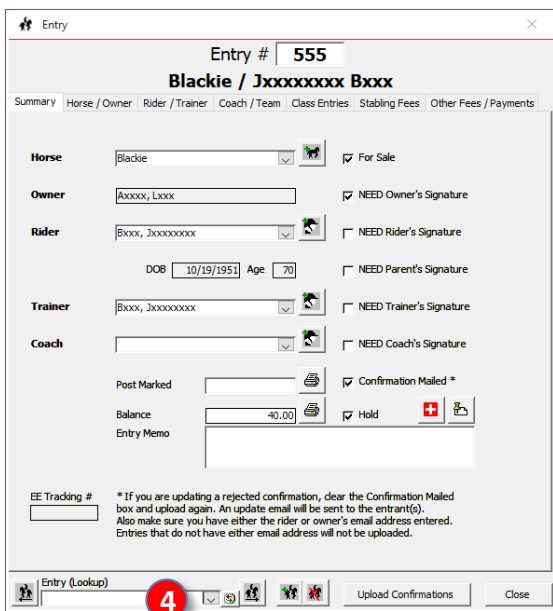 Entry
Entry # 555
Blackie / Jxxxxxxxx Bxxx
Summary Horse / Owner Rider / Trainer Coach / Team Class Entries Stabling Fees Other Fees / Payments
Horse Blackie For Sale
Owner Axxxx, Lxxx NEED Owner's Signature
Rider Bxxx, Jxxxxxxxx NEED Rider's Signature
DOB 10/19/1951 Age 70 NEED Parent's Signature
Trainer Bxxx, Jxxxxxxxx NEED Trainer's Signature
Coach NEED Coach's Signature
Post Marked Confirmation Mailed *
Balance 40.00 Hold
Entry Memo
EE Tracking # * If you are updating a rejected confirmation, clear the Confirmation Mailed
box and upload again. An update email will be sent to the entrant(s).
Also make sure you have either the rider or owner's email address entered.
Entries that do not have either email address will not be uploaded.
Entry (Lookup)
4 Upload Confirmations Close